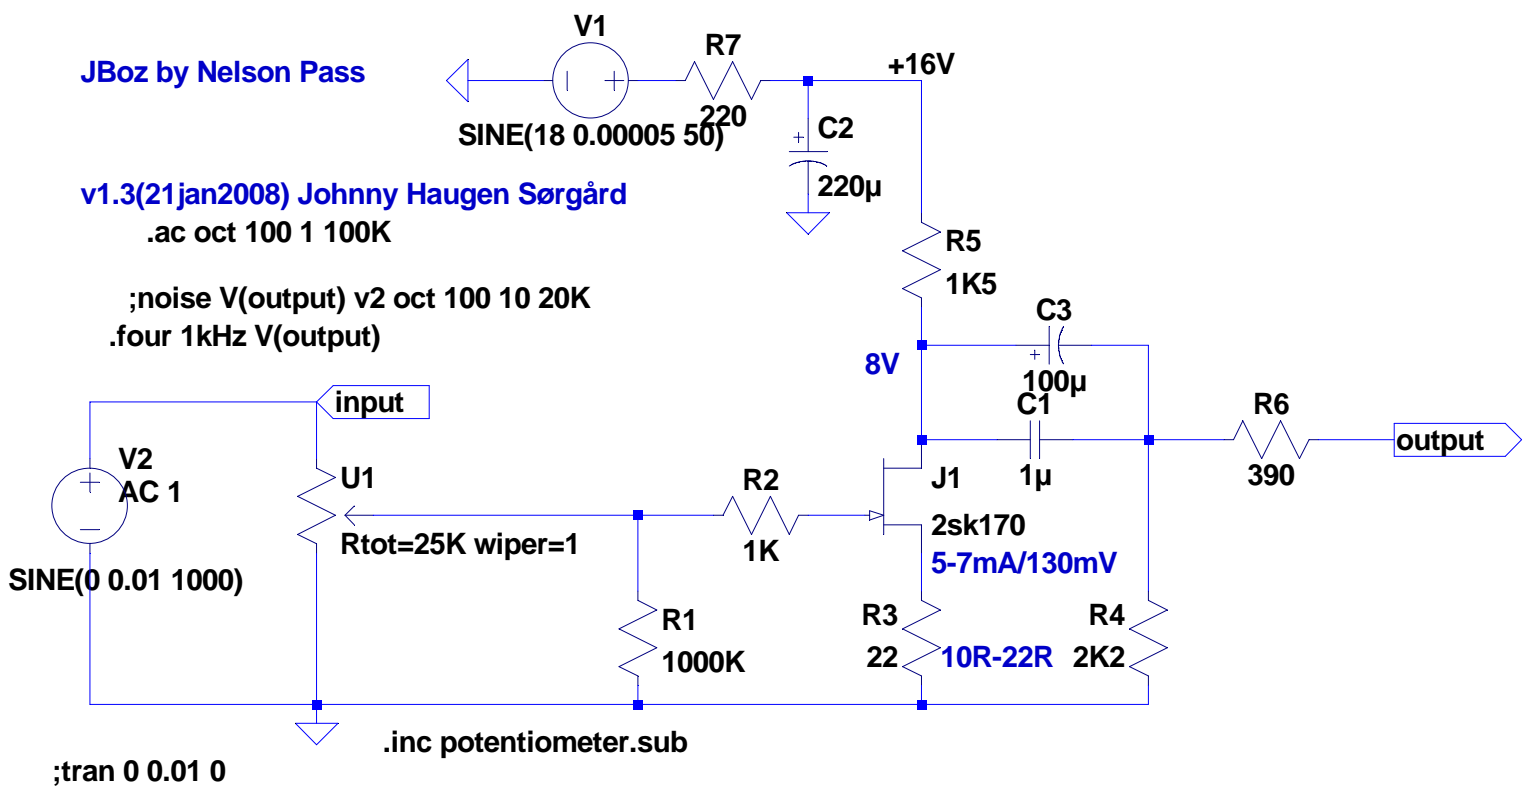 V1
R7
JBoz by Nelson Pass
+16V
220
SINE(18 0.00005 50)
C2
220µ
v1.3(21jan2008) Johnny Haugen Sørgård
.ac oct 100 1 100K
R5
1K5
;noise V(output) v2 oct 100 10 20K
.four 1kHz V(output)
C3
8V
100µ
input
C1
R6
output
V2
AC 1
U1
R2
J1
1µ
390
Rtot=25K wiper=1
1K
2sk170
5-7mA/130mV
SINE(0 0.01 1000)
R1
1000K
R3
22
10R-22R
R4
2K2
.inc potentiometer.sub
;tran 0 0.01 0